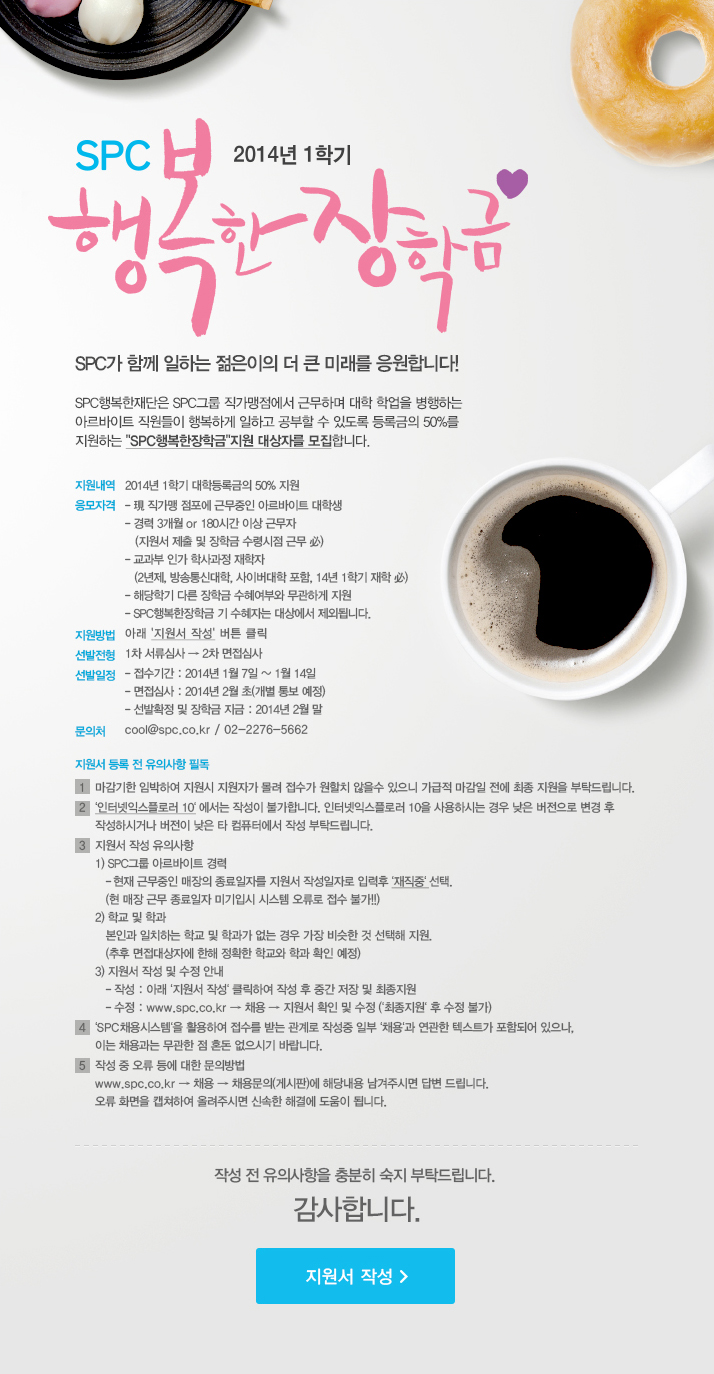 SPC
2014년 1학기
행복한장학금
SPC가 함께 일하는 젊은이의 더 큰 미래를 응원합니다!
SPC행복한재단은 SPC그룹 직가맹점에서 근무하며 대학 학업을 병행하는
아르바이트 직원들이 행복하게 일하고 공부할 수 있도록 등록금의 50%를
지원하는 "SPC행복한장학금"지원 대상자를 모집합니다.
지원내역 2014년 1학기 대학등록금의 50% 지원
응모자격 - 現 직가맹 점포에 근무중인 아르바이트 대학생
- 경력 3개월 or 180시간 이상 근무자
(지원서 제출 및 장학금 수령시점 근무 必)
- 교과부 인가 학사과정 재학자
(2년제, 방송통신대학, 사이버대학 포함, 14년 1학기 재학 必)
- 해당학기 다른 장학금 수혜여부와 무관하게 지원
- SPC행복한장학금 기 수혜자는 대상에서 제외됩니다.
지원방법 아래 '지원서 작성' 버튼 클릭
선발전형 1차 서류심사 → 2차 면접심사
선발일정 - 접수기간 : 2014년 1월 7일 ~ 1월 14일
- 면접심사 : 2014년 2월 초(개별 통보 예정)
- 선발확정 및 장학금 지급 : 2014년 2월 말
문의처 cool@spc.co.kr / 02-2276-5662
지원서 등록 전 유의사항 필독
1 마감기한 임박하여 지원시 지원자가 몰려 접수가 원할치 않을수 있으니 가급적 마감일 전에 최종 지원을 부탁드립니다.
2 '인터넷익스플로러 10' 에서는 작성이 불가합니다. 인터넷익스플로러 10을 사용하시는 경우 낮은 버전으로 변경 후
작성하시거나 버전이 낮은 타 컴퓨터에서 작성 부탁드립니다.
3 지원서 작성 유의사항
1) SPC그룹 아르바이트 경력
- 현재 근무중인 매장의 종료일자를 지원서 작성일자로 입력후 '재직중' 선택.
(현 매장 근무 종료일자 미기입시 시스템 오류로 접수 불가!!)
2) 학교 및 학과
본인과 일치하는 학교 및 학과가 없는 경우 가장 비슷한 것 선택해 지원.
(추후 면접대상자에 한해 정확한 학교와 학과 확인 예정)
3) 지원서 작성 및 수정 안내
- 작성 : 아래 '지원서 작성' 클릭하여 작성 후 중간 저장 및 최종지원
- 수정 : www.spc.co.kr → 채용 → 지원서 확인 및 수정 ('최종지원' 후 수정 불가)
4 'SPC채용시스템'을 활용하여 접수를 받는 관계로 작성중 일부 '채용'과 연관한 텍스트가 포함되어 있으나,
이는 채용과는 무관한 점 혼돈 없으시기 바랍니다.
5 작성 중 오류 등에 대한 문의방법
www.spc.co.kr → 채용 → 채용문의(게시판)에 해당내용 남겨주시면 답변 드립니다.
오류 화면을 캡쳐하여 올려주시면 신속한 해결에 도움이 됩니다.
작성 전 유의사항을 충분히 숙지 부탁드립니다.
감사합니다.
지원서 작성 >